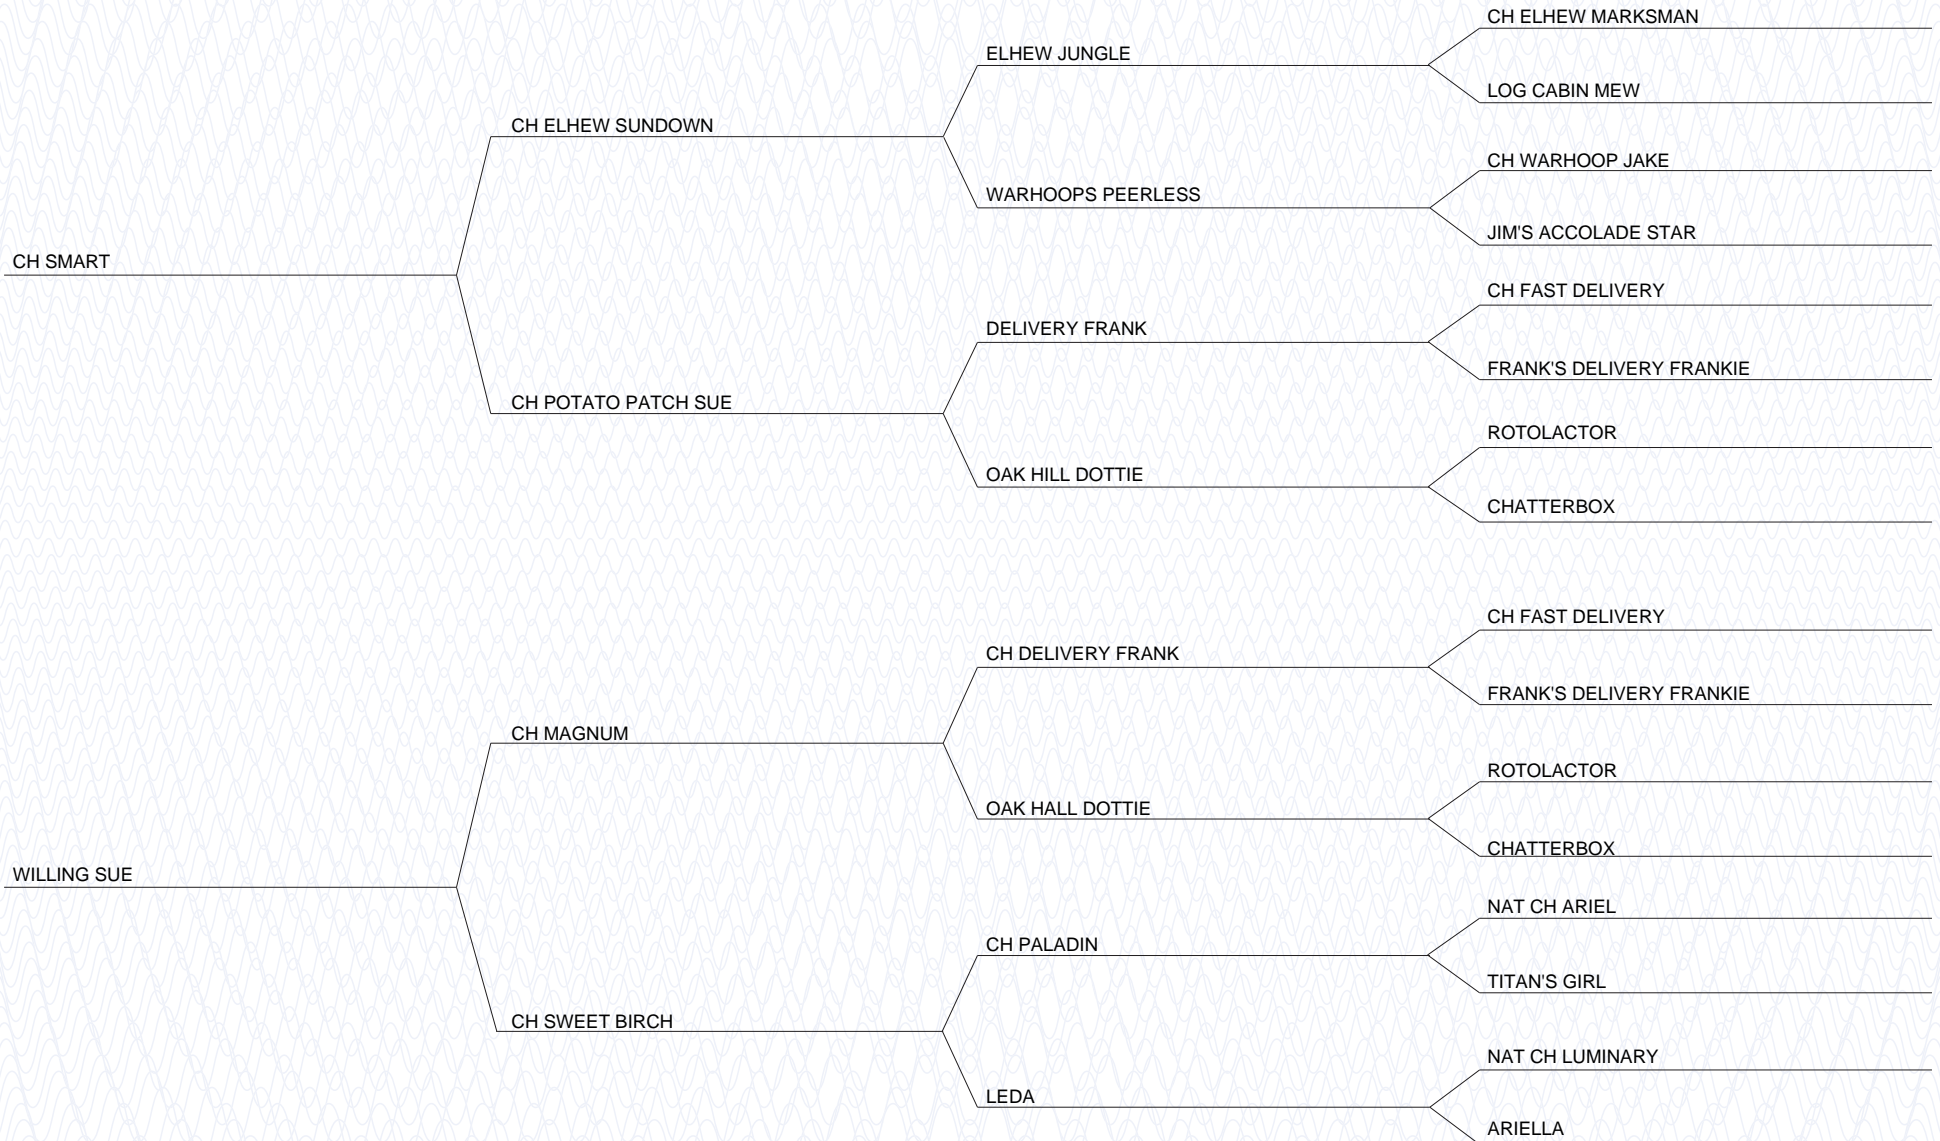 CH ELHEW MARKSMAN
ELHEW JUNGLE
LOG CABIN MEW
CH ELHEW SUNDOWN
CH WARHOOP JAKE
WARHOOPS PEERLESS
JIM'S ACCOLADE STAR
CH SMART
CH FAST DELIVERY
DELIVERY FRANK
FRANK'S DELIVERY FRANKIE
CH POTATO PATCH SUE
ROTOLACTOR
OAK HILL DOTTIE
CHATTERBOX
CH FAST DELIVERY
CH DELIVERY FRANK
FRANK'S DELIVERY FRANKIE
CH MAGNUM
ROTOLACTOR
OAK HALL DOTTIE
CHATTERBOX
WILLING SUE
NAT CH ARIEL
CH PALADIN
TITAN'S GIRL
CH SWEET BIRCH
NAT CH LUMINARY
LEDA
ARIELLA